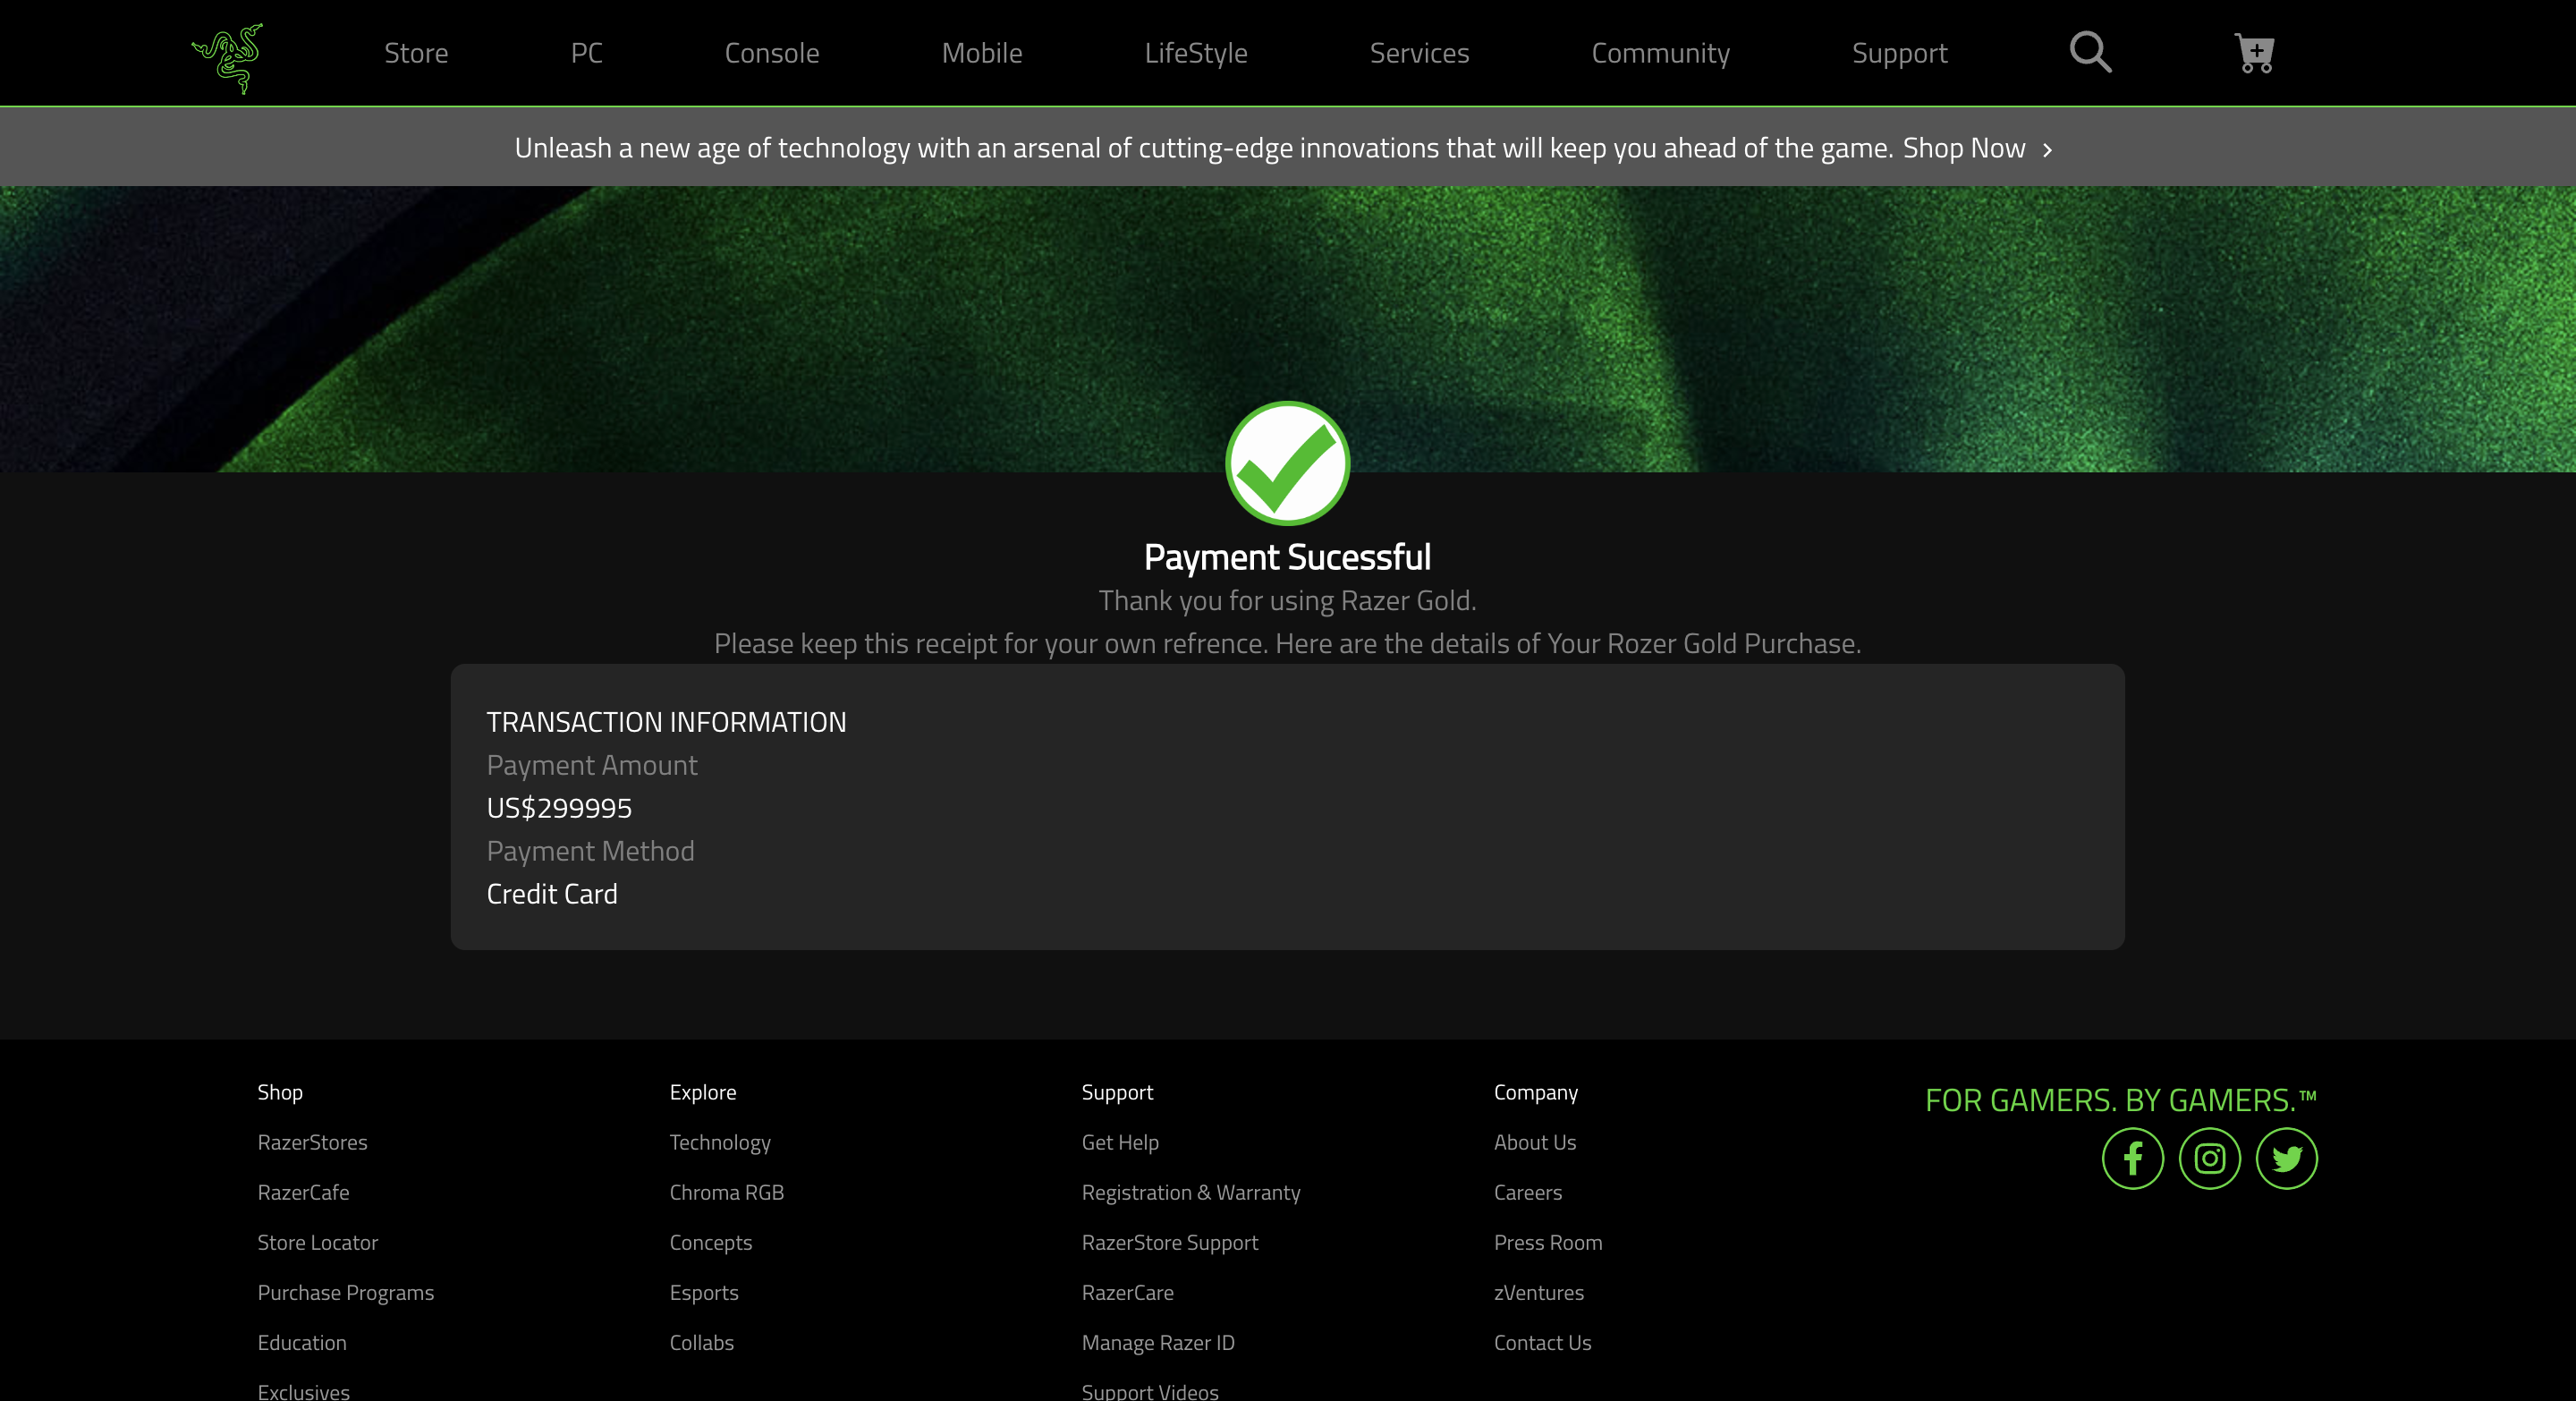 Store PC Console Mobile LifeStyle Services Community Support
Unleash a new age of technology with an arsenal of cutting-edge innovations that will keep you ahead of the game. Shop Now >
Payment Sucessful
Thank you for using Razer Gold.
Please keep this receipt for your own refrence. Here are the details of Your Rozer Gold Purchase.
TRANSACTION INFORMATION
Payment Amount
US$299995
Payment Method
Credit Card
Shop
RazerStores
RazerCafe
Store Locator
Purchase Programs
Education
Exclusives
Explore
Technology
Chroma RGB
Concepts
Esports
Collabs
Support
Get Help
Registration & Warranty
RazerStore Support
RazerCare
Manage Razer ID
Support Videos
Company
About Us
Careers
Press Room
zVentures
Contact Us
FOR GAMERS. BY GAMERS.™